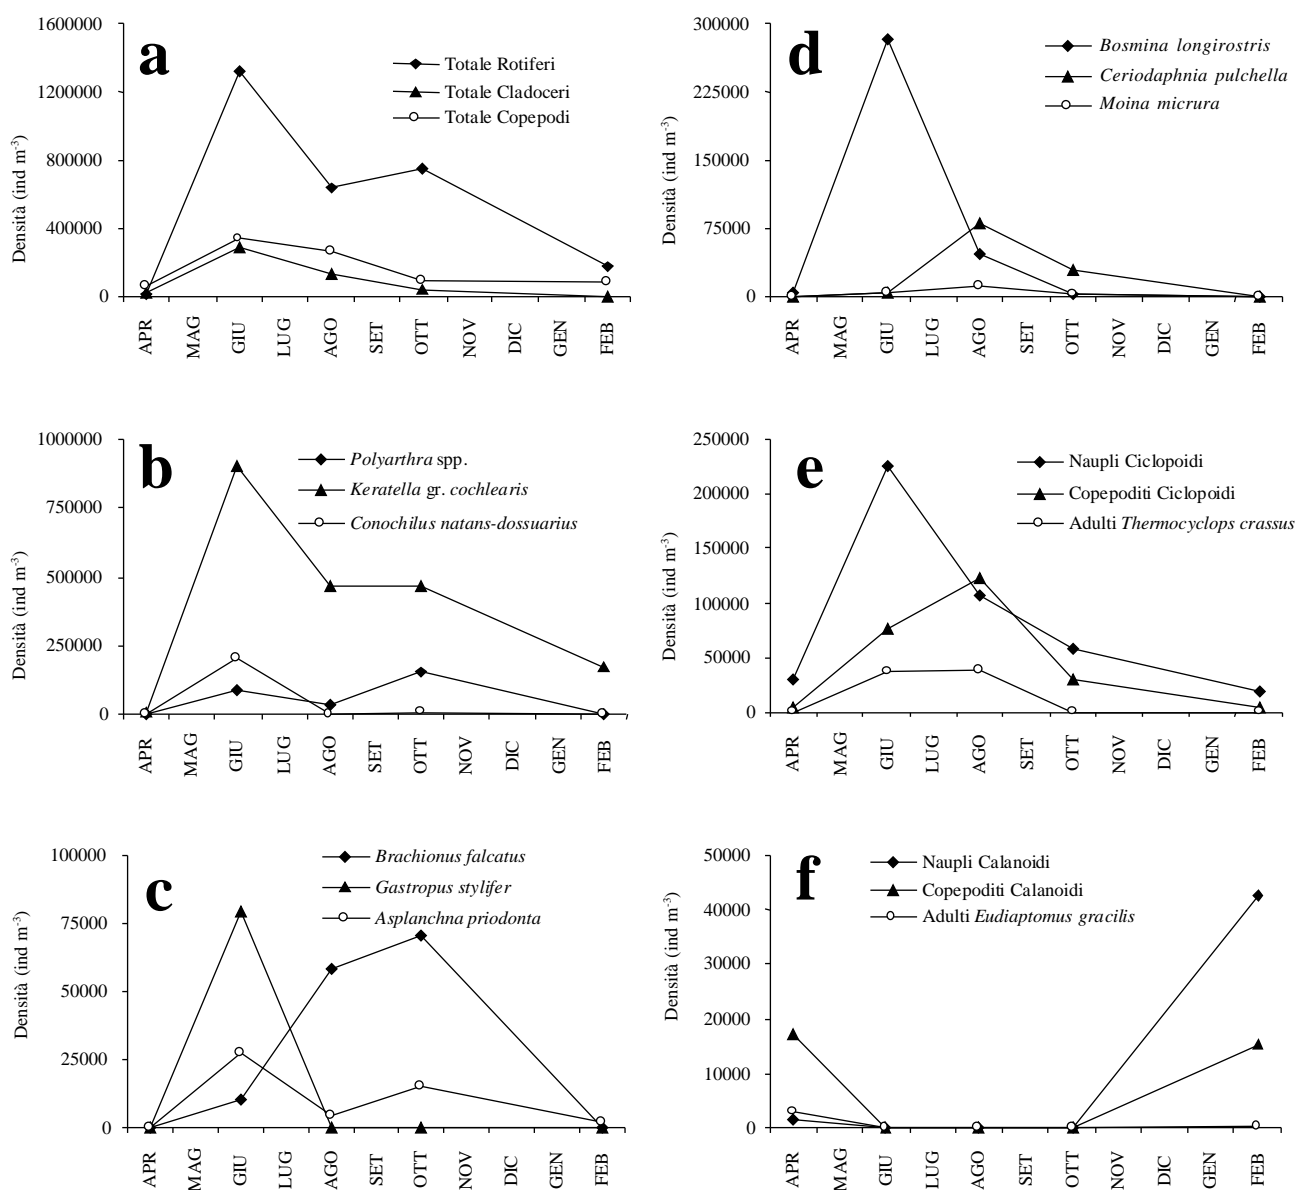 a
1600000
1200000
800000
400000
0
Densità (ind m⁻³)
Totale Rotiferi
Totale Cladoceri
Totale Copepodi
APR MAG GIU LUG AGO SET OTT NOV DIC GEN FEB
d
300000
225000
150000
75000
0
Densità (ind m⁻³)
Bosmina longirostris
Ceriodaphnia pulchella
Moina micrura
APR MAG GIU LUG AGO SET OTT NOV DIC GEN FEB
b
1000000
750000
500000
250000
0
Densità (ind m⁻³)
Polyarthra spp.
Keratella gr. cochlearis
Conochilus natans-dossuarius
APR MAG GIU LUG AGO SET OTT NOV DIC GEN FEB
e
250000
200000
150000
100000
50000
0
Densità (ind m⁻³)
Naupli Ciclopoidi
Copepoditi Ciclopoidi
Adulti Thermocyclops crassus
APR MAG GIU LUG AGO SET OTT NOV DIC GEN FEB
c
100000
75000
50000
25000
0
Densità (ind m⁻³)
Brachionus falcatus
Gastropus stylifer
Asplanchna priodonta
APR MAG GIU LUG AGO SET OTT NOV DIC GEN FEB
f
50000
40000
30000
20000
10000
0
Densità (ind m⁻³)
Naupli Calanoidi
Copepoditi Calanoidi
Adulti Eudiaptomus gracilis
APR MAG GIU LUG AGO SET OTT NOV DIC GEN FEB